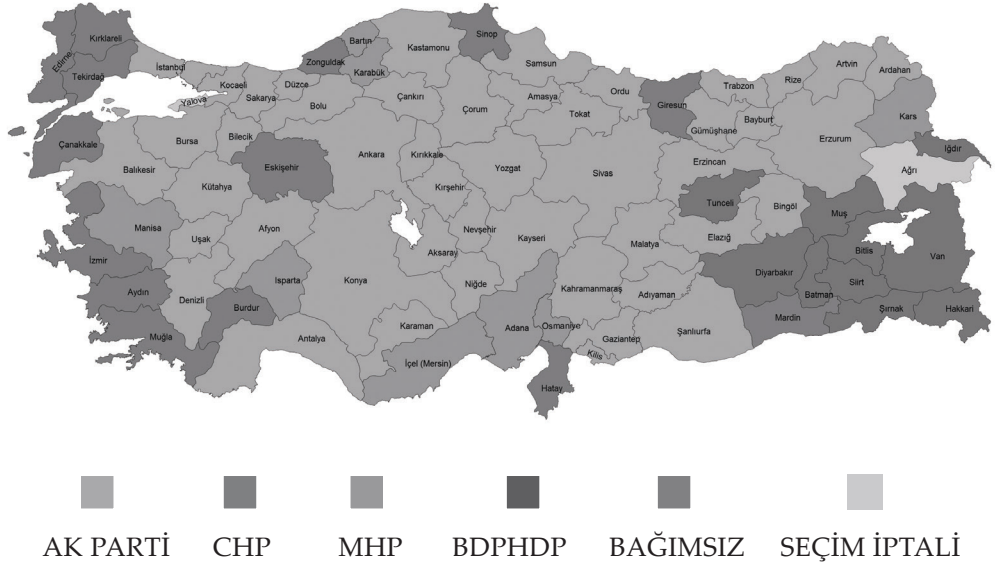 Kırklareli
Edirne
Tekirdağ
İstanbul
Kocaeli
Yalova
Sakarya
Düzce
Bolu
Zonguldak
Bartın
Karabük
Kastamonu
Sinop
Çankırı
Samsun
Çorum
Amasya
Tokat
Ordu
Giresun
Trabzon
Gümüşhane
Bayburt
Rize
Artvin
Ardahan
Kars
Iğdır
Ağrı
Erzurum
Erzincan
Çanakkale
Balıkesir
Bursa
Bilecik
Eskişehir
Kütahya
Ankara
Kırıkkale
Kırşehir
Yozgat
Sivas
Tunceli
Bingöl
Muş
Bitlis
Van
Manisa
Uşak
Afyon
İzmir
Aydın
Denizli
Burdur
Isparta
Konya
Aksaray
Nevşehir
Niğde
Kayseri
Malatya
Elazığ
Diyarbakır
Batman
Siirt
Şırnak
Hakkari
Mardin
Muğla
Antalya
Karaman
İçel (Mersin)
Adana
Osmaniye
Kahramanmaraş
Adıyaman
Gaziantep
Kilis
Şanlıurfa
Hatay
AK PARTİ CHP MHP BDPHDP BAĞIMSIZ SEÇİM İPTALİ